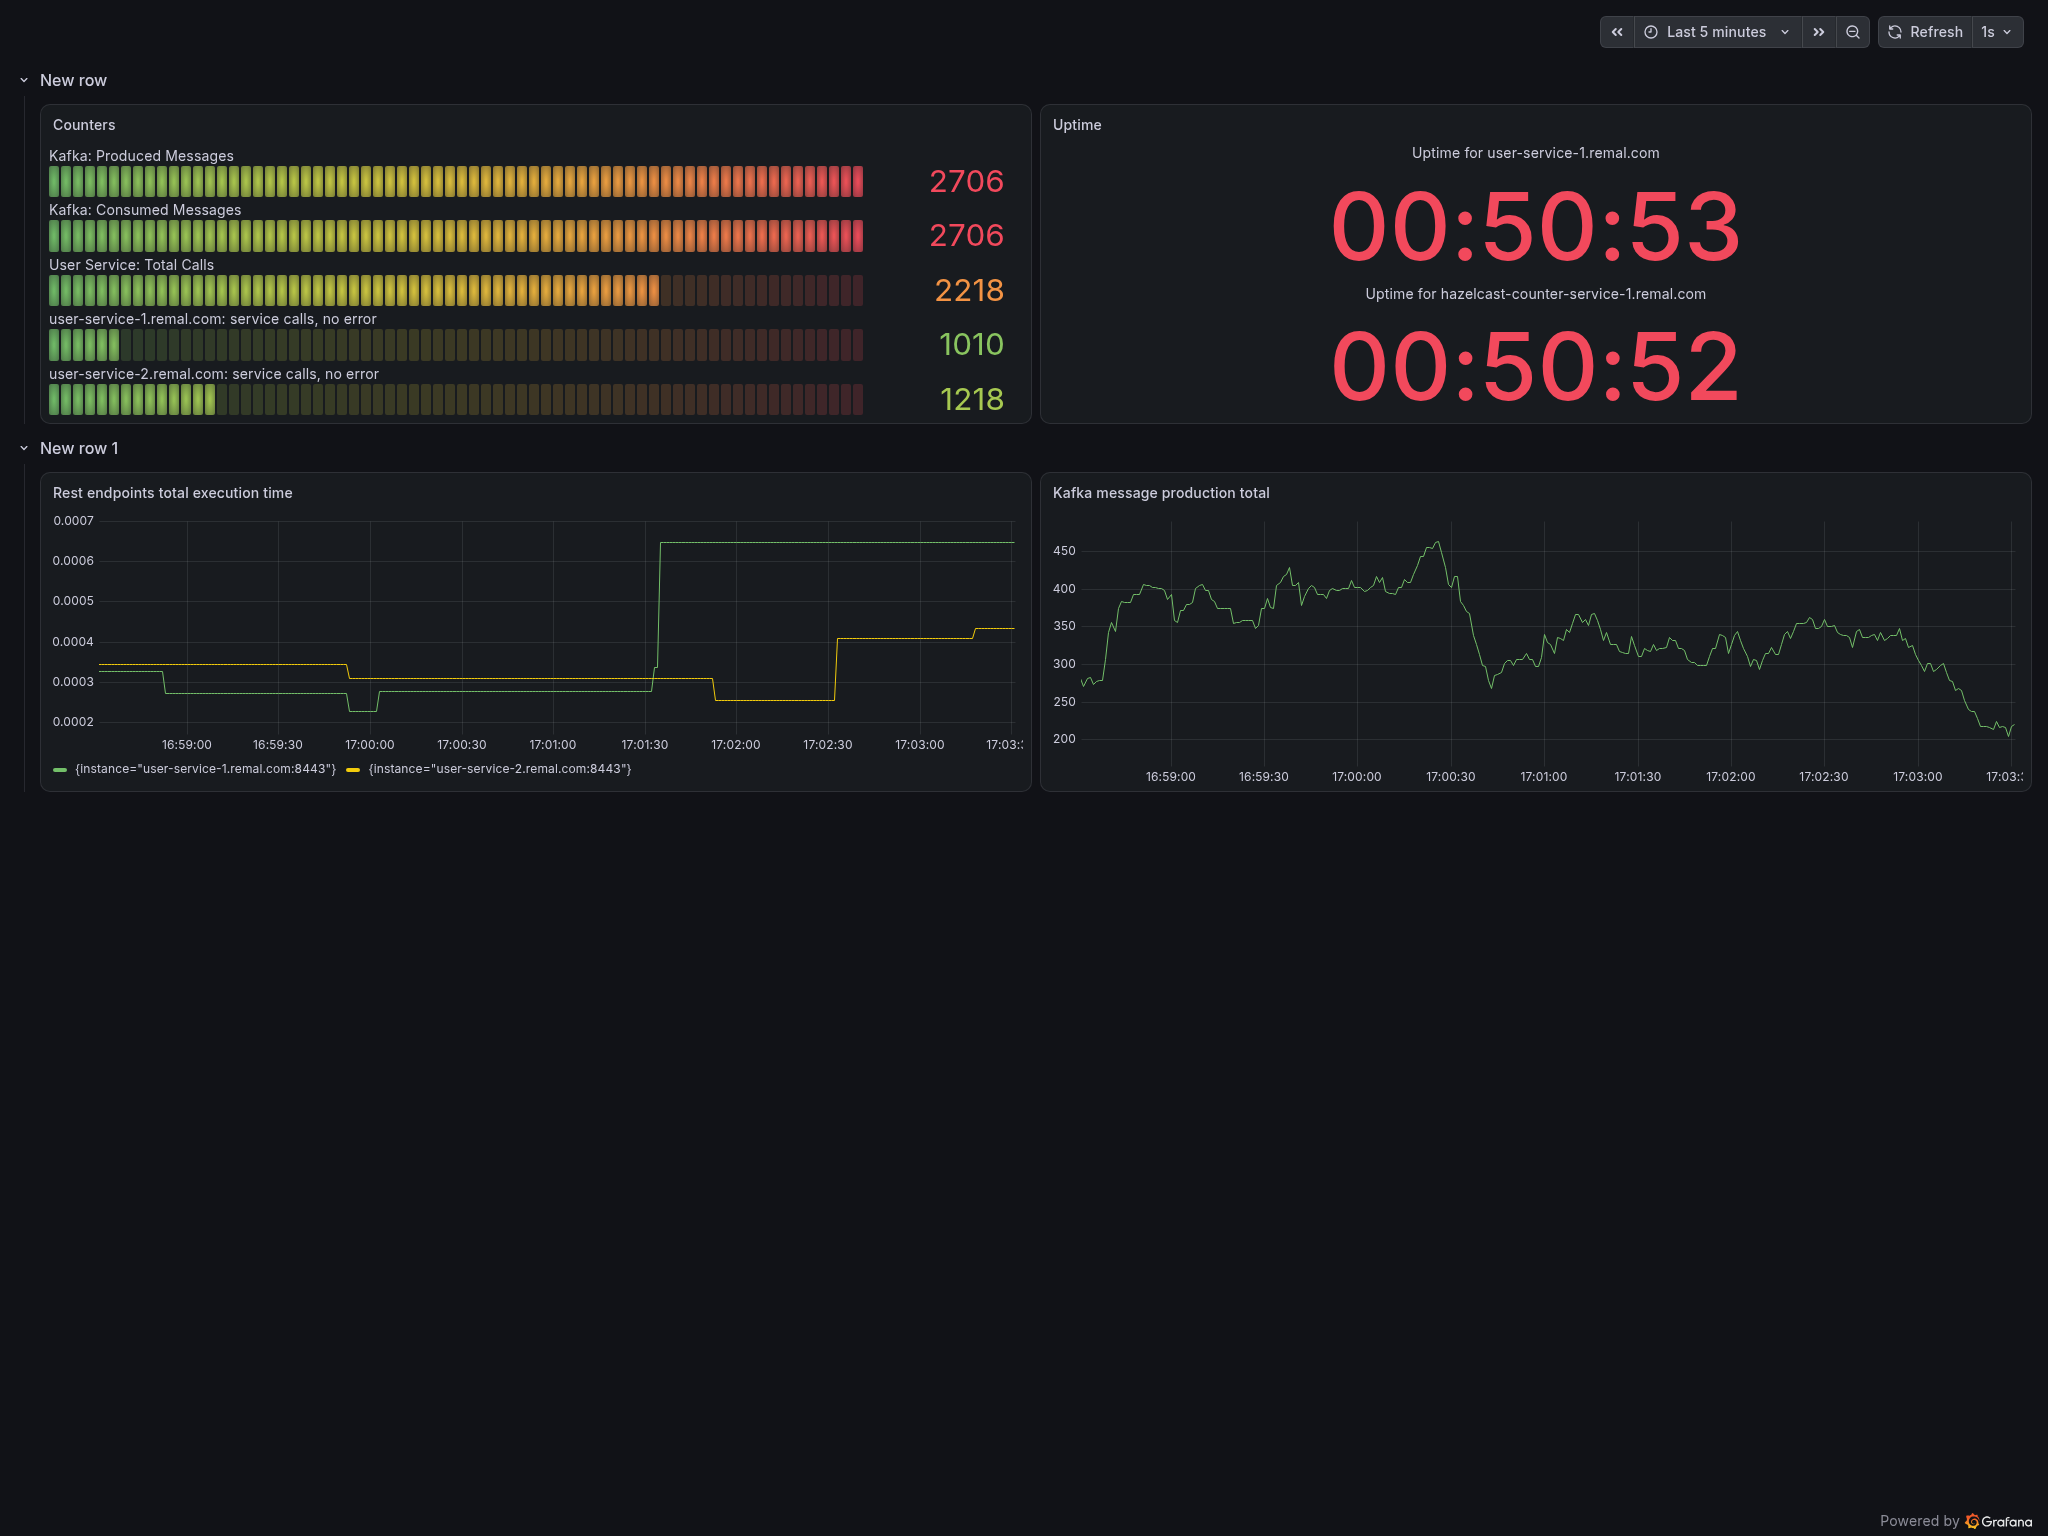 Last 5 minutes
Refresh
1s
New row
Counters
Kafka: Produced Messages
2706
Kafka: Consumed Messages
2706
User Service: Total Calls
2218
user-service-1.remal.com: service calls, no error
1010
user-service-2.remal.com: service calls, no error
1218
Uptime
Uptime for user-service-1.remal.com
00:50:53
Uptime for hazelcast-counter-service-1.remal.com
00:50:52
New row 1
Rest endpoints total execution time
0.0007
0.0006
0.0005
0.0004
0.0003
0.0002
16:59:00 16:59:30 17:00:00 17:00:30 17:01:00 17:01:30 17:02:00 17:02:30 17:03:00 17:03:
{instance="user-service-1.remal.com:8443"} {instance="user-service-2.remal.com:8443"}
Kafka message production total
450
400
350
300
250
200
16:59:00 16:59:30 17:00:00 17:00:30 17:01:00 17:01:30 17:02:00 17:02:30 17:03:00 17:03:
Powered by Grafana